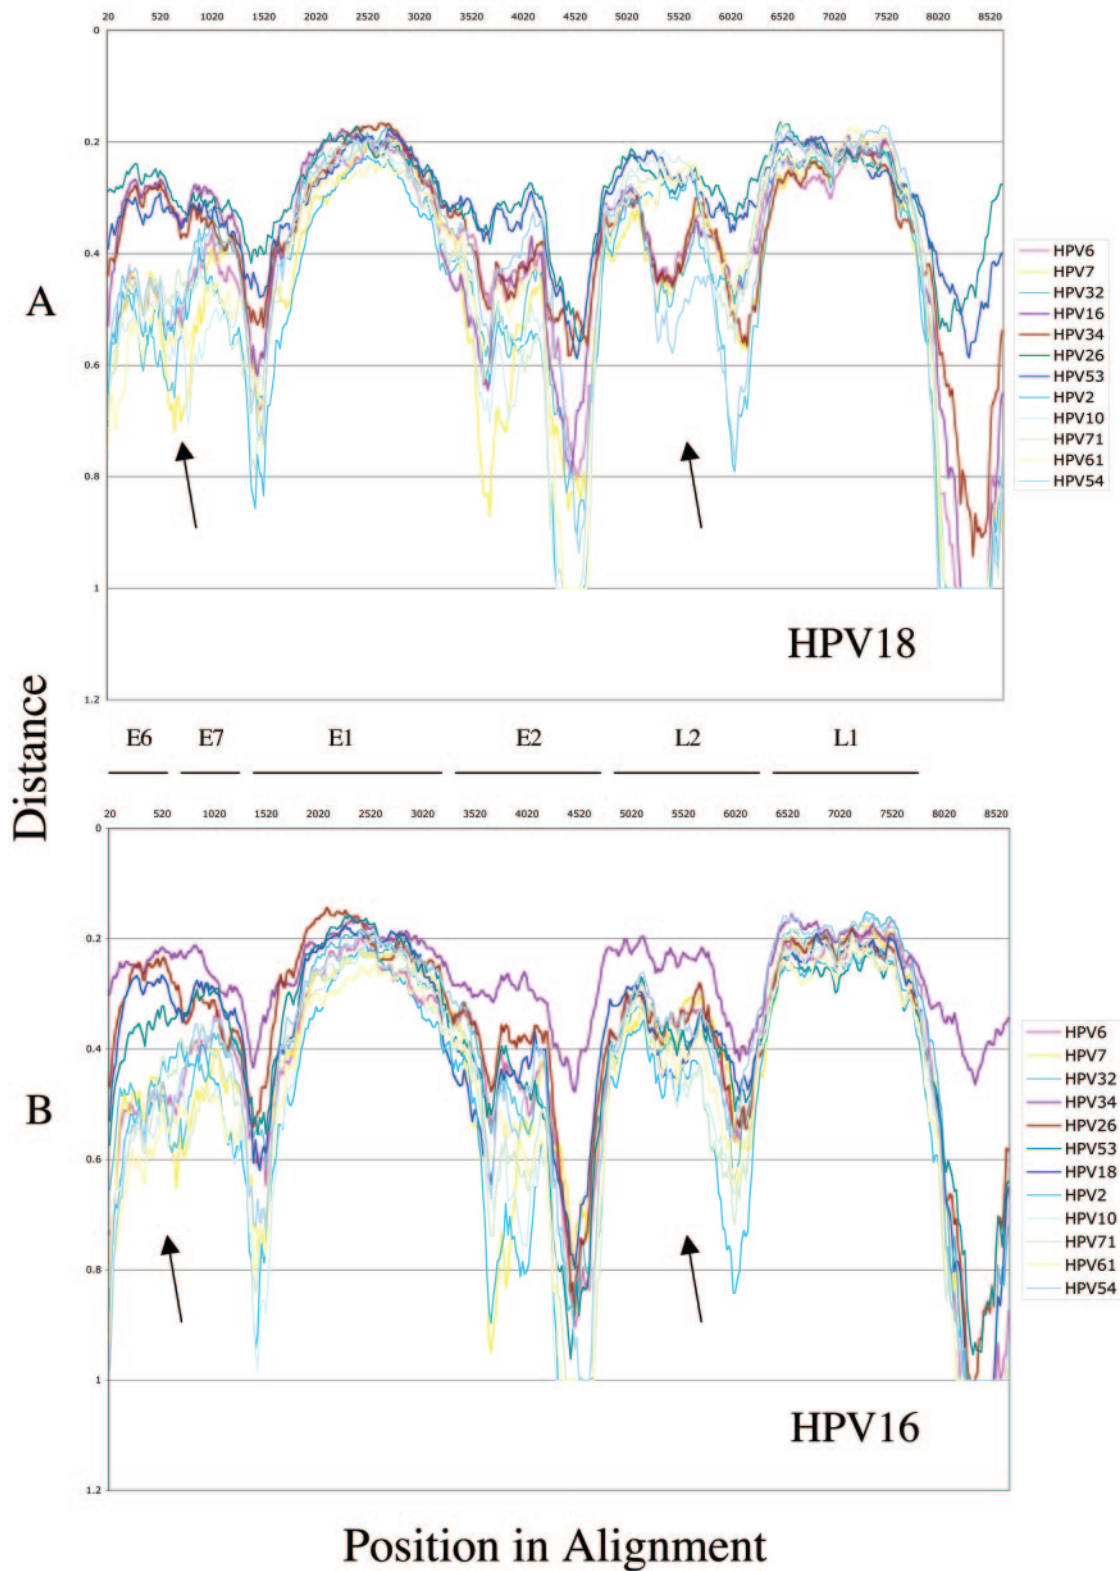 20 520 1020 1520 2020 2520 3020 3520 4020 4520 5020 5520 6020 6520 7020 7520 8020 8520
0
0.2
0.4
0.6
0.8
1
1.2
A
HPV18
HPV6
HPV7
HPV32
HPV16
HPV34
HPV26
HPV53
HPV2
HPV10
HPV71
HPV61
HPV54
Distance
E6 E7 E1 E2 L2 L1
20 520 1020 1520 2020 2520 3020 3520 4020 4520 5020 5520 6020 6520 7020 7520 8020 8520
0
0.2
0.4
0.6
0.8
1
1.2
B
HPV16
HPV6
HPV7
HPV32
HPV34
HPV26
HPV53
HPV18
HPV2
HPV10
HPV71
HPV61
HPV54
Position in Alignment